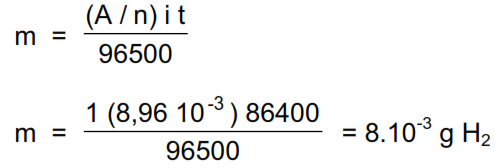 m = (A / n) i t / 96500
m = 1 (8,96 10⁻³ ) 86400 / 96500 = 8.10⁻³ g H₂